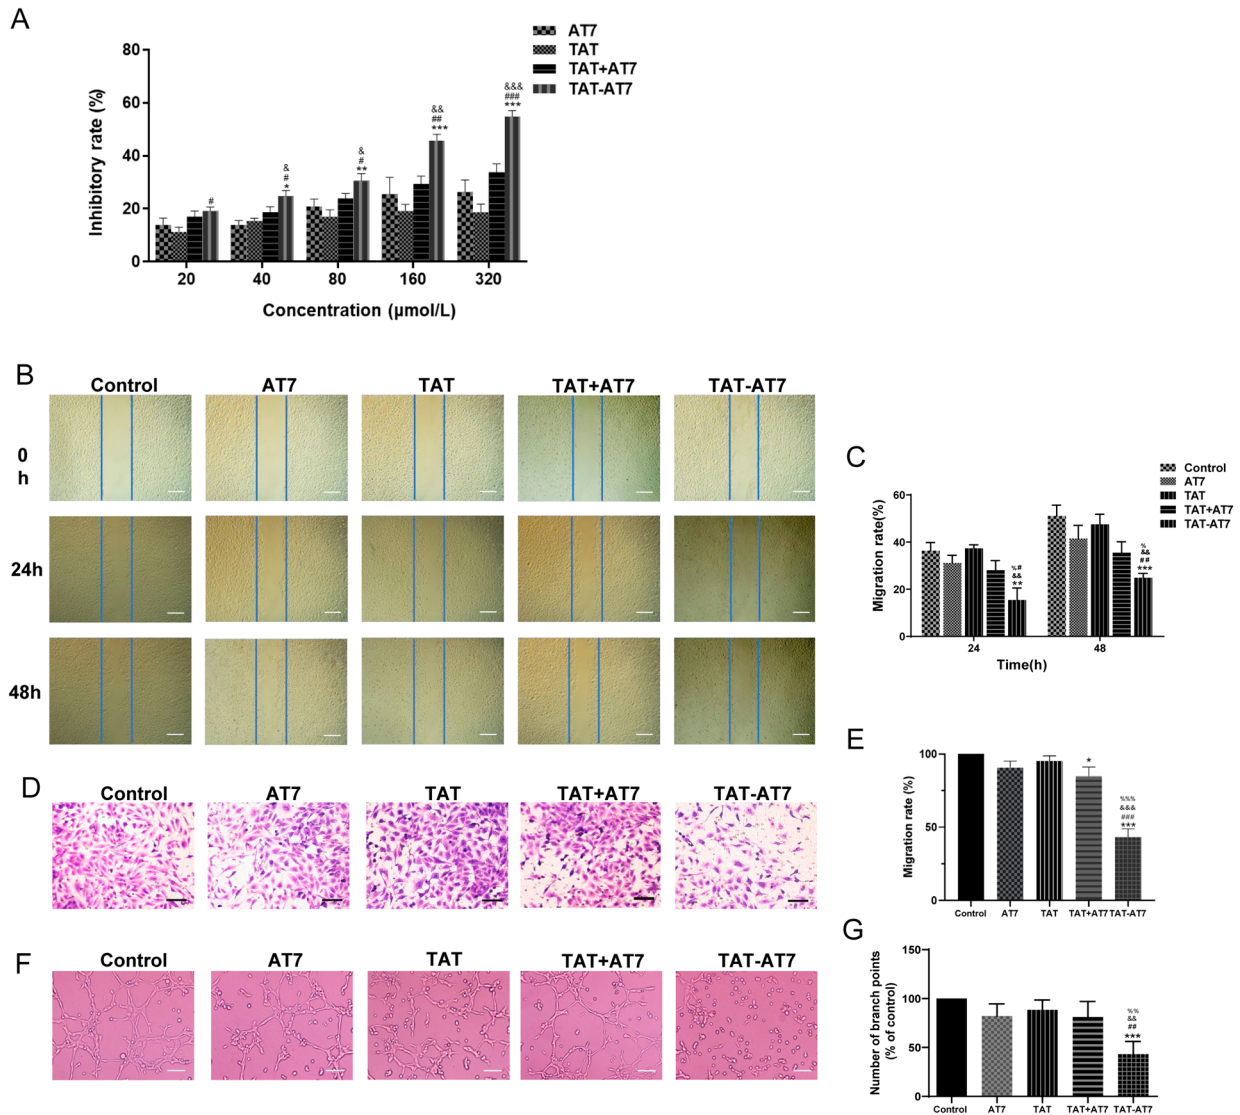 A
AT7
TAT
TAT+AT7
TAT-AT7
80
60
40
20
0
Inhibitory rate (%)
#
&
#
*
&
#
**
&&
##
***
&&&
###
***
20 40 80 160 320
Concentration (µmol/L)
B
Control AT7 TAT TAT+AT7 TAT-AT7
0
h
24h
48h
C
Control
AT7
TAT
TAT+AT7
TAT-AT7
60
40
20
0
Migration rate(%)
%#
&&
**
%
&&
##
***
24 48
Time(h)
D
Control AT7 TAT TAT+AT7 TAT-AT7
E
100
50
0
Migration rate (%)
*
%%%
&&&
###
***
Control AT7 TAT TAT+AT7 TAT-AT7
F
Control AT7 TAT TAT+AT7 TAT-AT7
G
150
100
50
0
Number of branch points
(% of control)
%%
&&
##
***
Control AT7 TAT TAT+AT7 TAT-AT7